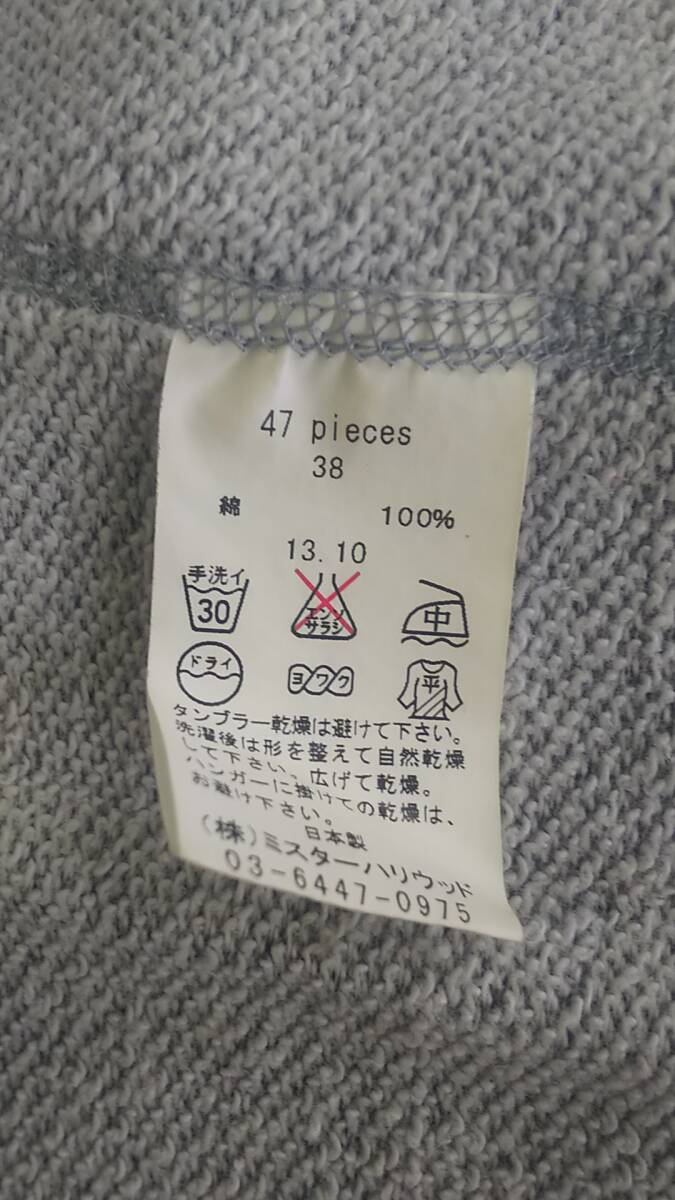 47 pieces
38
綿 100%
13.10
手洗イ
30
エンソ
サラシ
中
ドライ
ヨワク
平
タンブラー乾燥は避けて下さい。
洗濯後は形を整えて自然乾燥
して下さい。広げて乾燥。
ハンガーに掛けての乾燥は、
お避け下さい。
日本製
(株)ミスターハリウッド
03-6447-0975